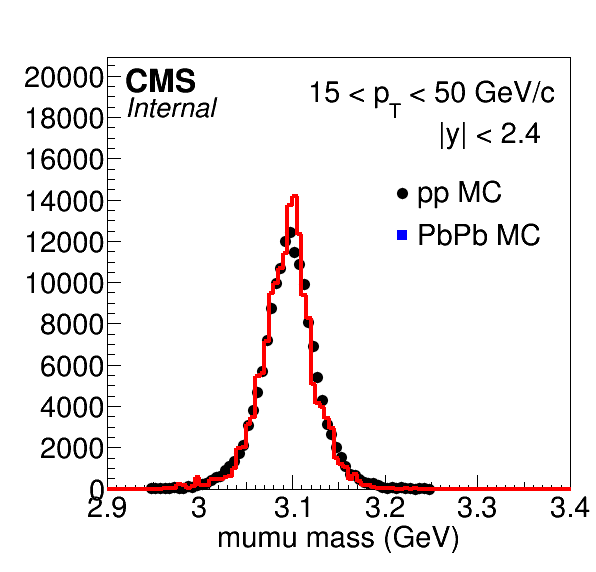 CMS
Internal
15 < pT < 50 GeV/c
|y| < 2.4
pp MC
PbPb MC
20000
18000
16000
14000
12000
10000
8000
6000
4000
2000
0
2.9 3 3.1 3.2 3.3 3.4
mumu mass (GeV)